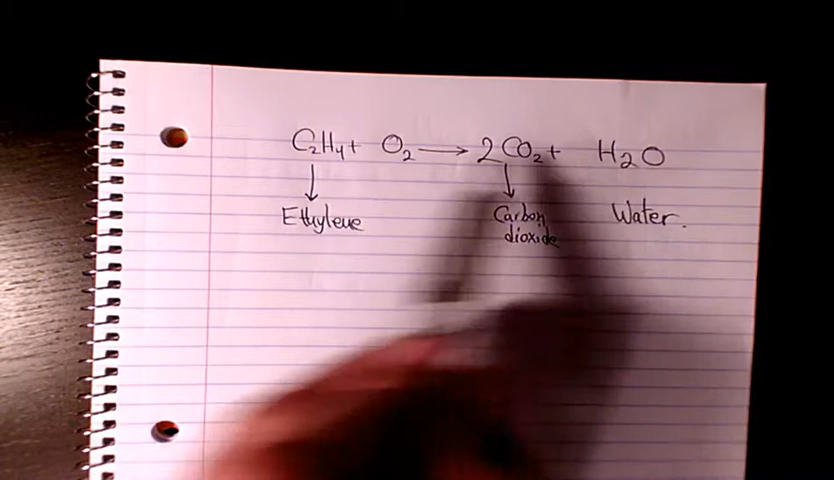 C₂H₄ + O₂ → 2CO₂ + H₂O
Ethylene Carbon Water.
dioxide